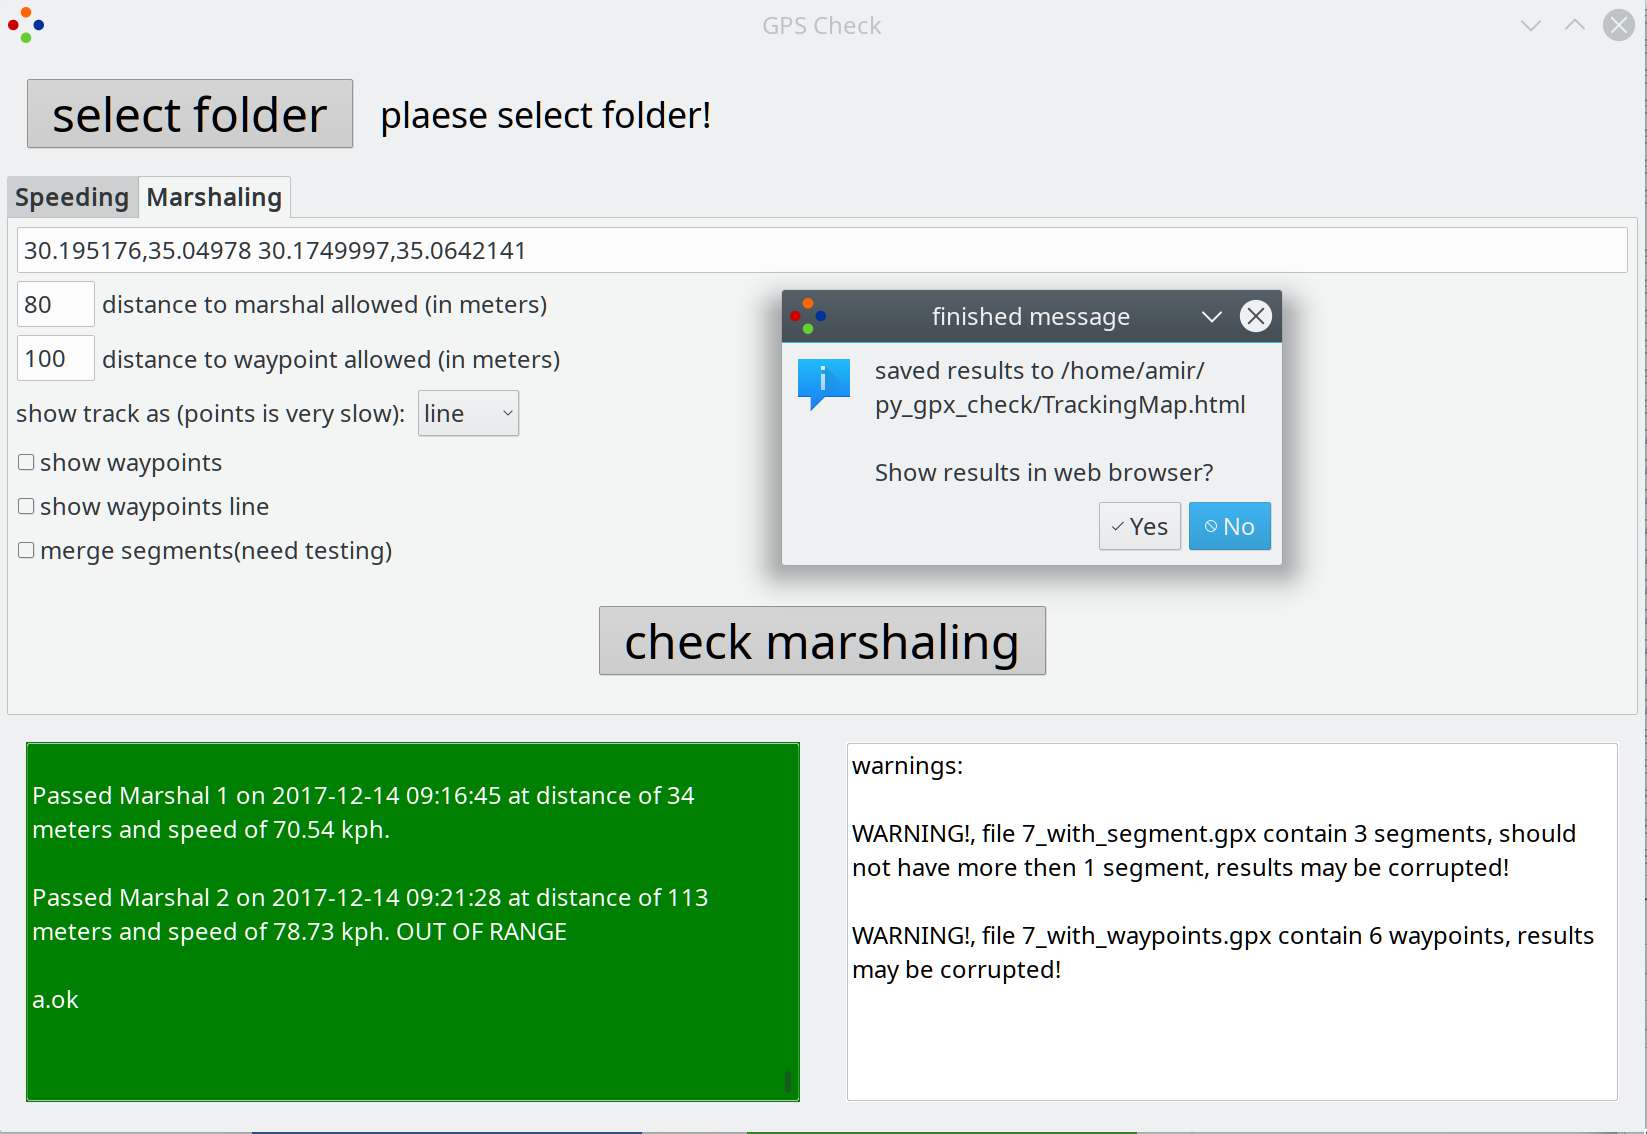 GPS Check
select folder
plaese select folder!
Speeding
Marshaling
30.195176,35.04978 30.1749997,35.0642141
80
distance to marshal allowed (in meters)
100
distance to waypoint allowed (in meters)
show track as (points is very slow):
line
show waypoints
show waypoints line
merge segments(need testing)
finished message
i
saved results to /home/amir/
py_gpx_check/TrackingMap.html
Show results in web browser?
Yes
No
check marshaling
Passed Marshal 1 on 2017-12-14 09:16:45 at distance of 34
meters and speed of 70.54 kph.
Passed Marshal 2 on 2017-12-14 09:21:28 at distance of 113
meters and speed of 78.73 kph. OUT OF RANGE
a.ok
warnings:
WARNING!, file 7_with_segment.gpx contain 3 segments, should
not have more then 1 segment, results may be corrupted!
WARNING!, file 7_with_waypoints.gpx contain 6 waypoints, results
may be corrupted!